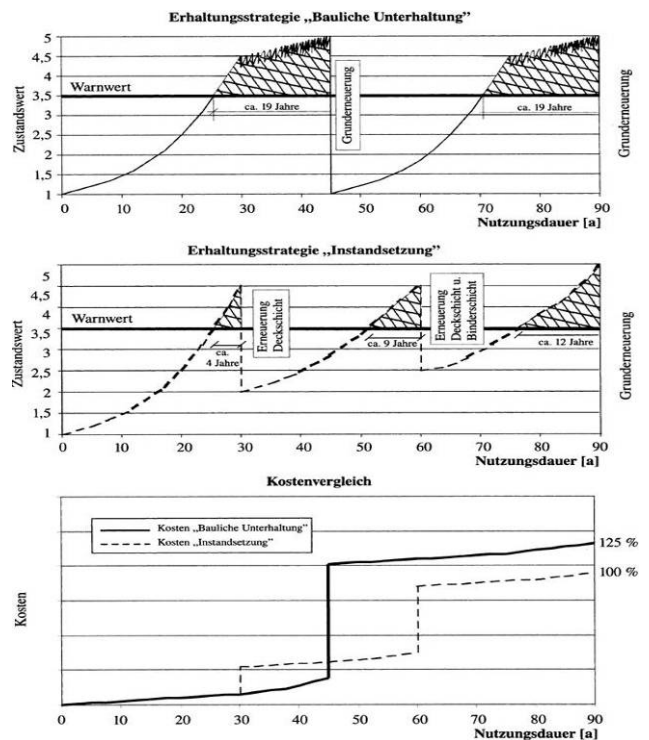 Erhaltungsstrategie „Bauliche Unterhaltung"
Zustandswert
5
4,5
4
3,5
3
2,5
2
1,5
1
Warnwert
ca. 19 Jahre
Grunderneuerung
ca. 19 Jahre
Grunderneuerung
0 10 20 30 40 50 60 70 80 90
Nutzungsdauer [a]
Erhaltungsstrategie „Instandsetzung"
Zustandswert
5
4,5
4
3,5
3
2,5
2
1,5
1
Warnwert
ca.
4 Jahre
Erneuerung
Deckschicht
ca. 9 Jahre
Erneuerung
Deckschicht u.
Binderschicht
ca. 12 Jahre
Grunderneuerung
0 10 20 30 40 50 60 70 80 90
Nutzungsdauer [a]
Kostenvergleich
Kosten
Kosten „Bauliche Unterhaltung"
Kosten „Instandsetzung"
125 %
100 %
0 10 20 30 40 50 60 70 80 90
Nutzungsdauer [a]